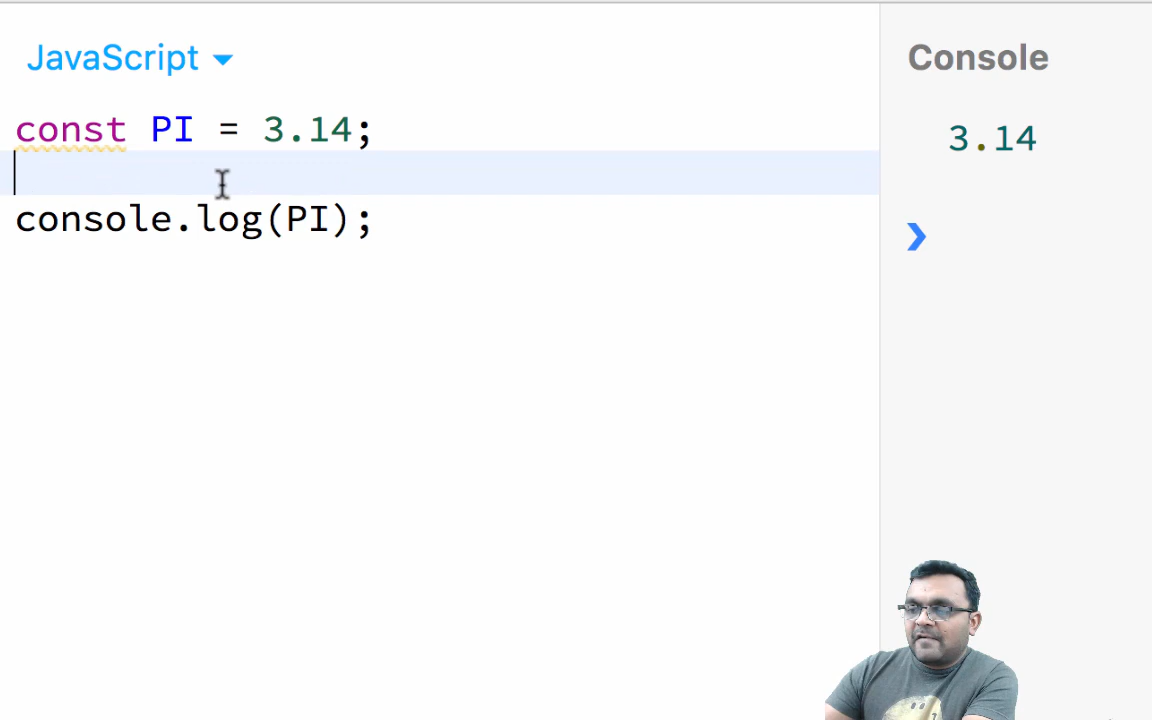 JavaScript
Console
const PI = 3.14;
console.log(PI);
3.14